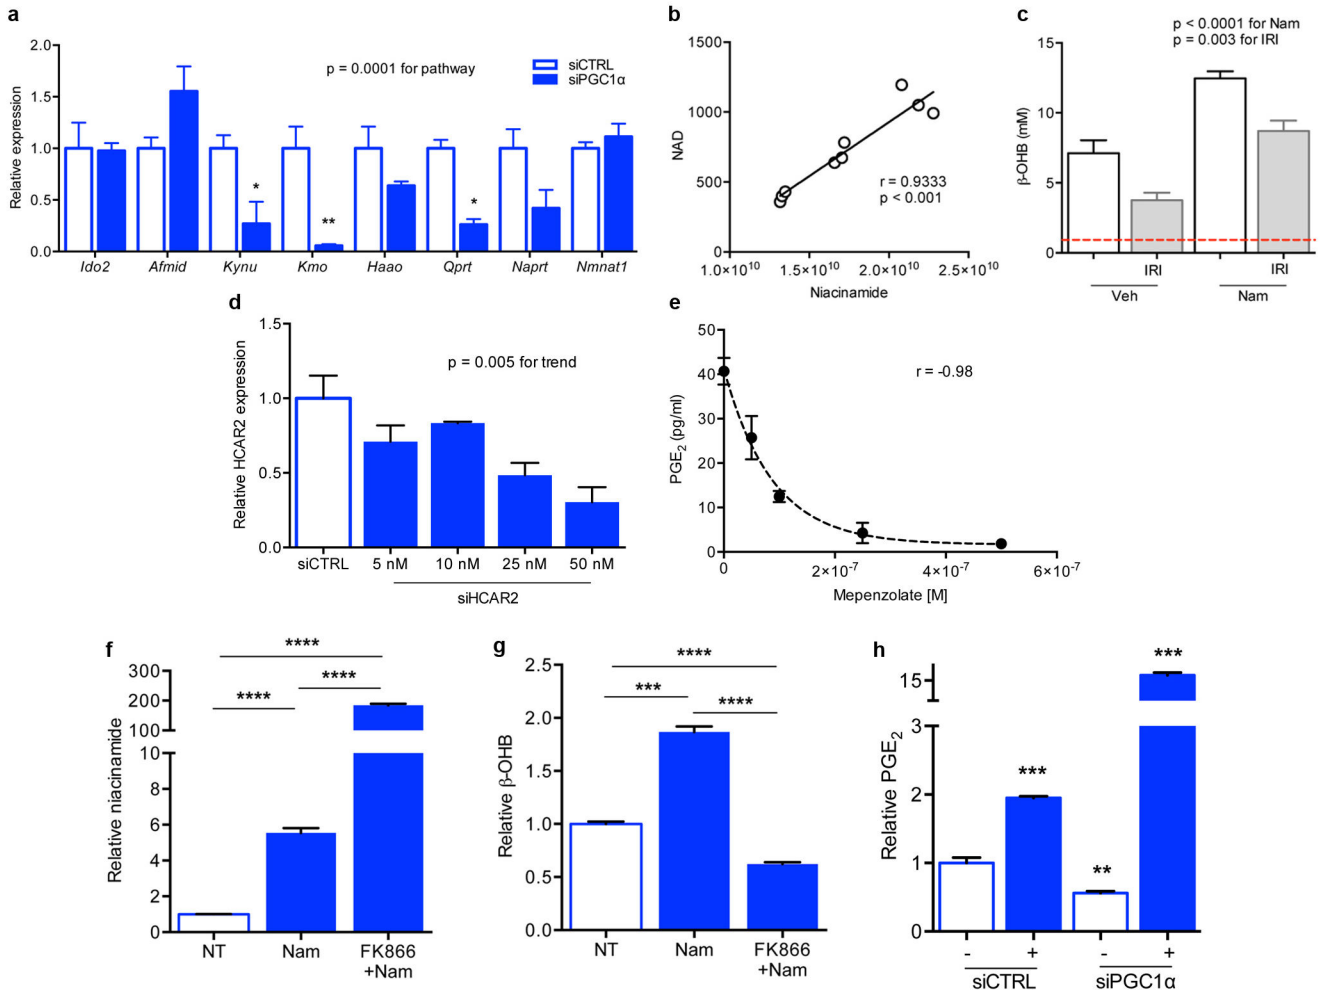 a
2.0
1.5
1.0
0.5
0.0
Relative expression
p = 0.0001 for pathway
siCTRL
siPGC1α
*
**
*
Ido2 Afmid Kynu Kmo Haao Qprt Naprt Nmnat1
b
1500
1000
500
0
NAD
r = 0.9333
p < 0.001
1.0×10¹⁰ 1.5×10¹⁰ 2.0×10¹⁰ 2.5×10¹⁰
Niacinamide
c
p < 0.0001 for Nam
p = 0.003 for IRI
15
10
5
0
β-OHB (mM)
IRI IRI
Veh Nam
d
1.5
1.0
0.5
0.0
Relative HCAR2 expression
p = 0.005 for trend
siCTRL 5 nM 10 nM 25 nM 50 nM
siHCAR2
e
50
40
30
20
10
0
PGE₂ (pg/ml)
r = -0.98
0 2×10⁻⁷ 4×10⁻⁷ 6×10⁻⁷
Mepenzolate [M]
f
300
200
100
10
8
6
4
2
0
Relative niacinamide
****
**** ****
NT Nam FK866
+Nam
g
2.5
2.0
1.5
1.0
0.5
0.0
Relative β-OHB
****
*** ****
NT Nam FK866
+Nam
h
15
3
2
1
0
Relative PGE₂
***
**
***
- + - +
siCTRL siPGC1α